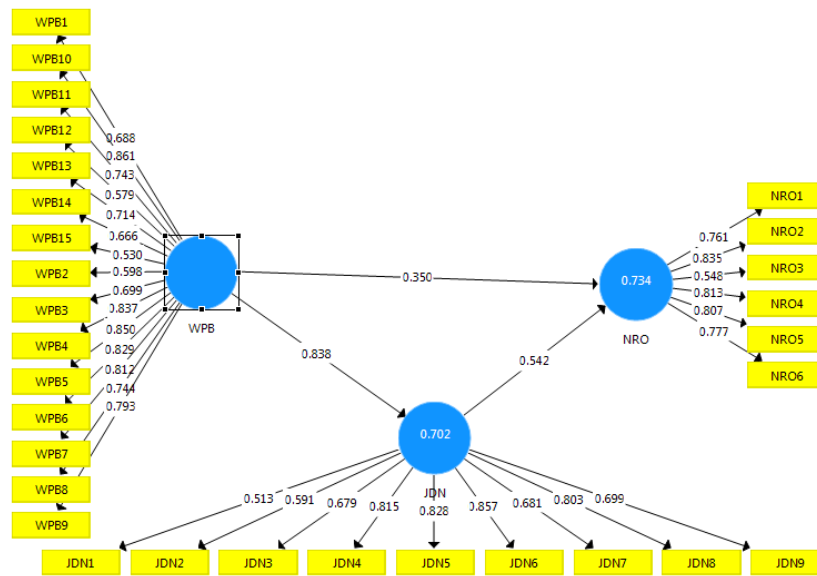 WPB1
WPB10
WPB11
WPB12
WPB13
WPB14
WPB15
WPB2
WPB3
WPB4
WPB5
WPB6
WPB7
WPB8
WPB9
0.688
0.861
0.743
0.579
0.714
0.666
0.530
0.598
0.699
0.837
0.850
0.829
0.812
0.744
0.793
WPB
0.350
0.838
0.542
0.734
NRO
0.761
0.835
0.548
0.813
0.807
0.777
NRO1
NRO2
NRO3
NRO4
NRO5
NRO6
0.702
JDN
0.513 0.591 0.679 0.815 0.828 0.857 0.681 0.803 0.699
JDN1 JDN2 JDN3 JDN4 JDN5 JDN6 JDN7 JDN8 JDN9